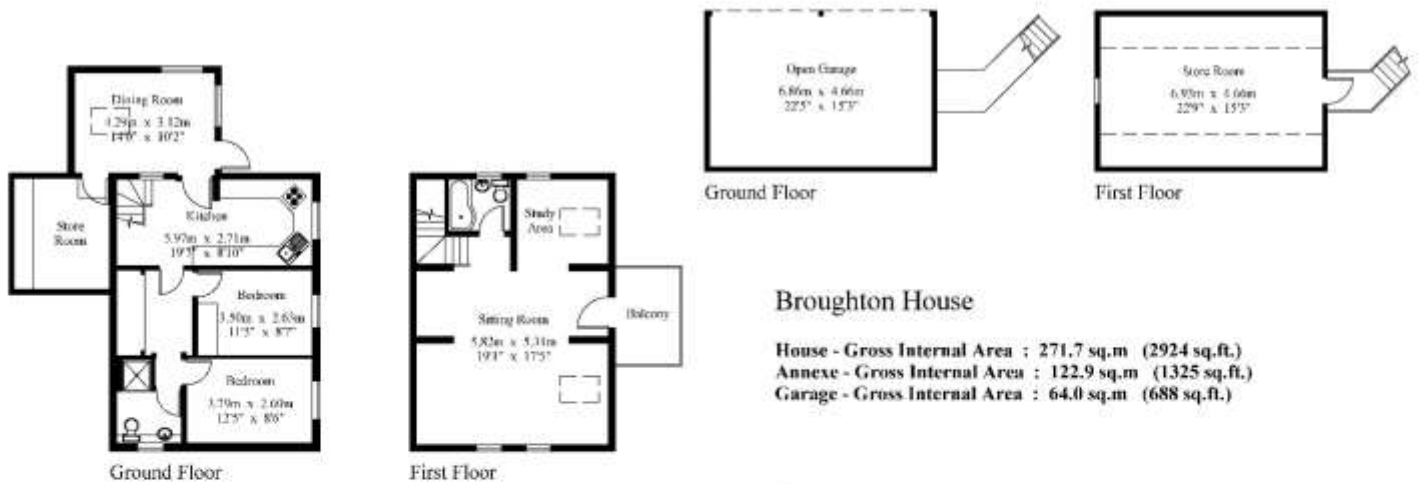 Dining Room
4.29m x 3.12m
14'0" x 10'2"
Store
Room
Kitchen
5.97m x 2.71m
19'7" x 8'10"
Bedroom
3.50m x 2.63m
11'5" x 8'7"
Bedroom
3.79m x 2.60m
12'5" x 8'6"
Ground Floor
Study
Area
Sitting Room
5.82m x 5.31m
19'1" x 17'5"
Balcony
First Floor
Open Garage
6.86m x 4.66m
22'5" x 15'3"
Ground Floor
Store Room
6.93m x 4.66m
22'9" x 15'3"
First Floor
Broughton House
House - Gross Internal Area : 271.7 sq.m (2924 sq.ft.)
Annexe - Gross Internal Area : 122.9 sq.m (1325 sq.ft.)
Garage - Gross Internal Area : 64.0 sq.m (688 sq.ft.)